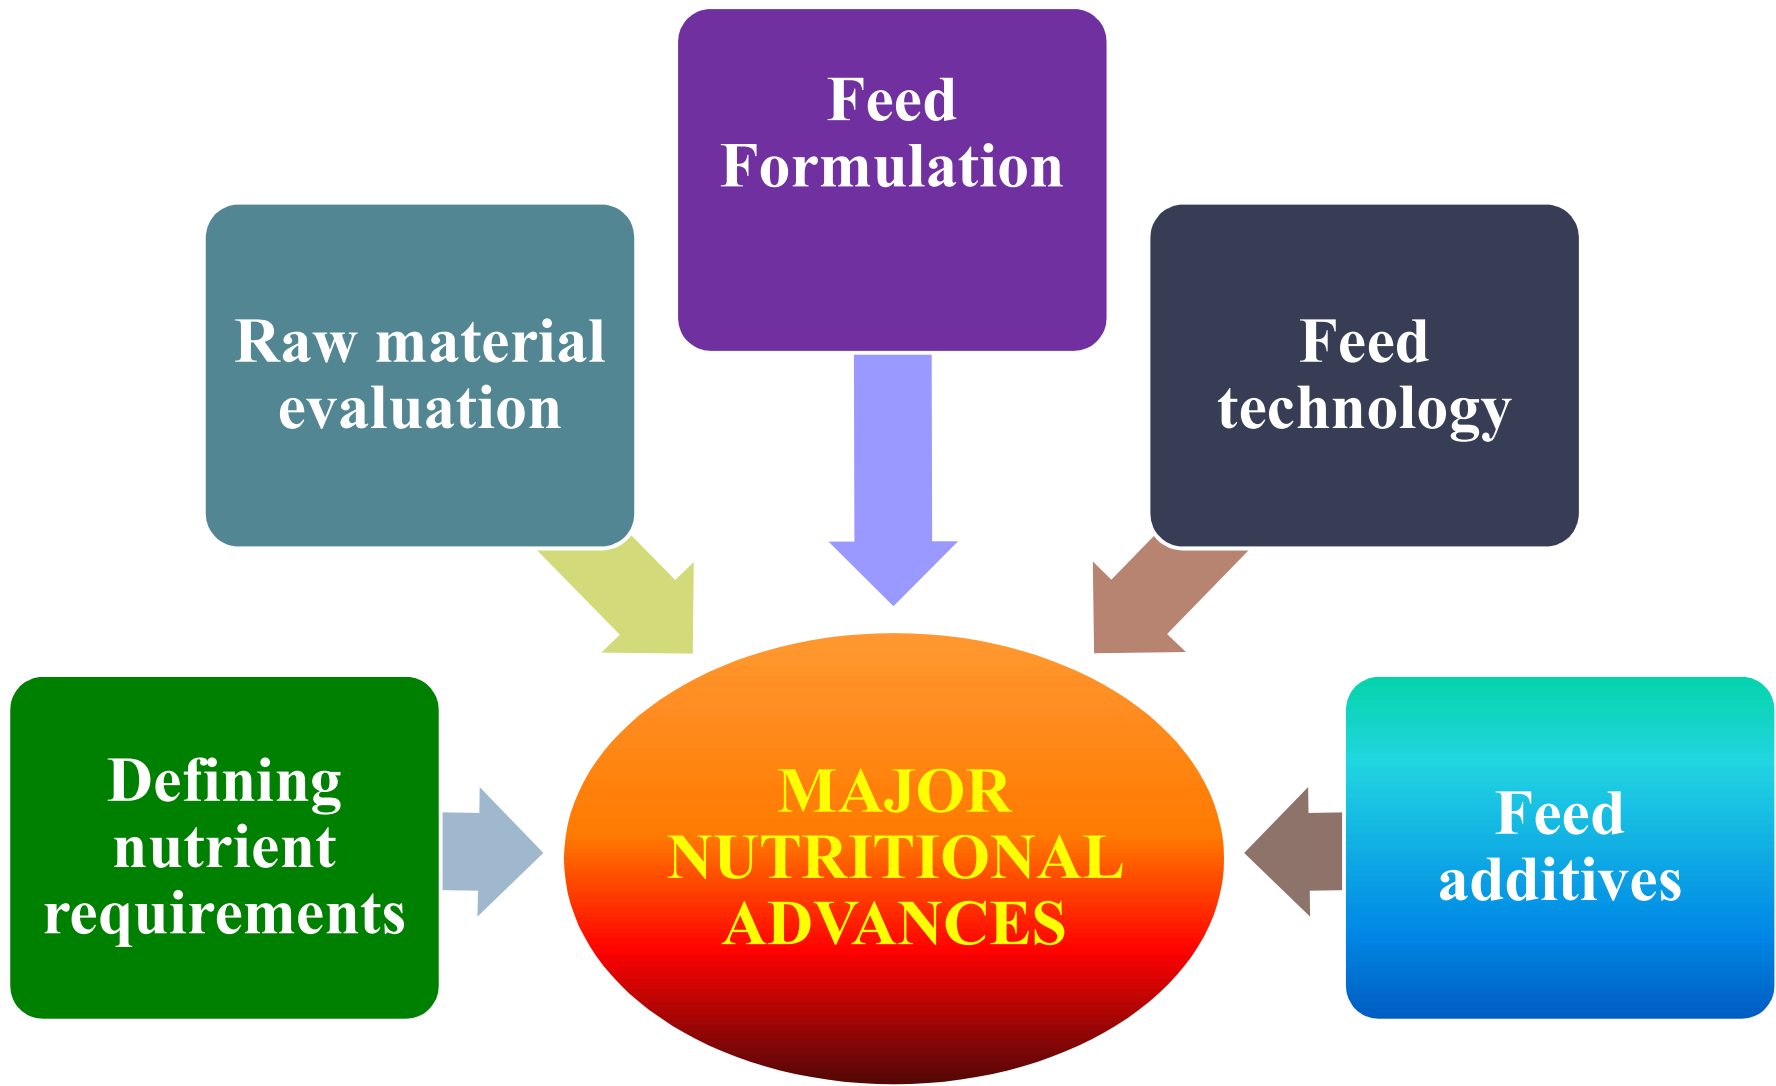 Feed
Formulation
Raw material
evaluation
Feed
technology
Defining
nutrient
requirements
MAJOR
NUTRITIONAL
ADVANCES
Feed
additives